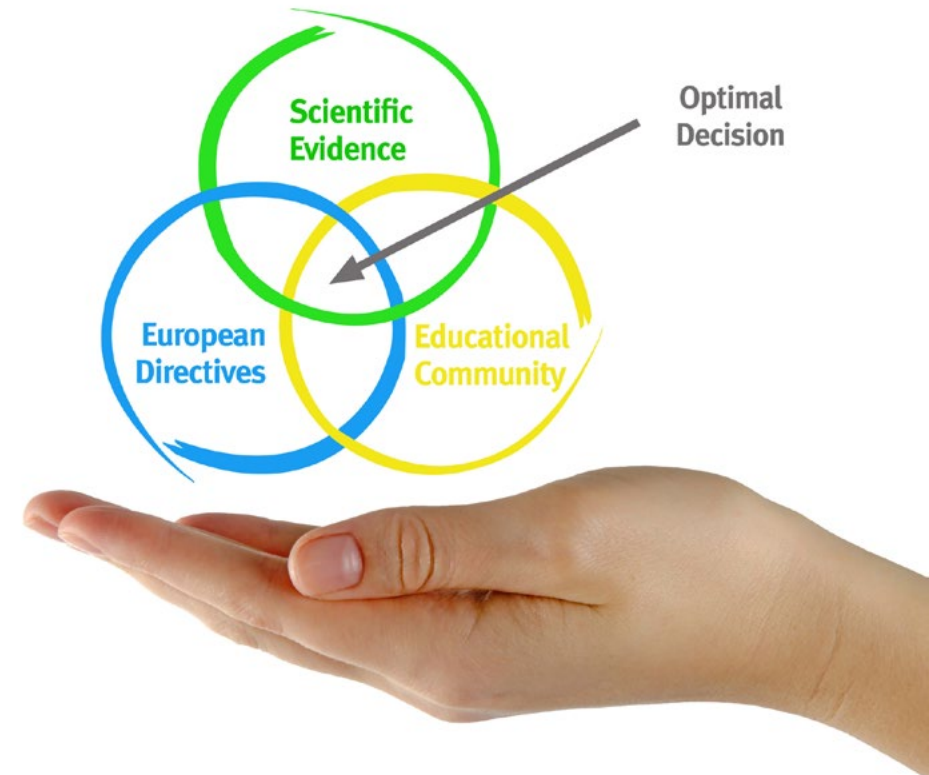 Scientific
Evidence
Optimal
Decision
European
Directives
Educational
Community